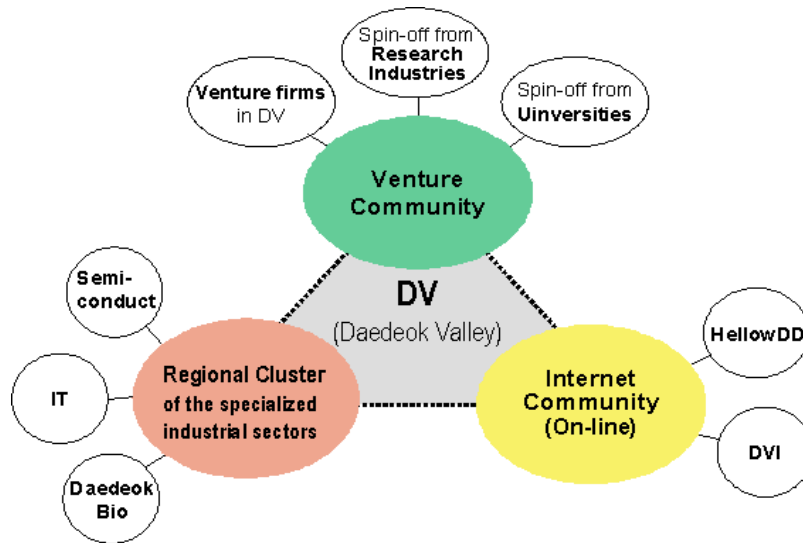 Spin-off from
Research
Industries
Venture firms
in DV
Spin-off from
Uinversities
Venture
Community
Semi-
conduct
DV
(Daedeok Valley)
HellowDD
IT
Regional Cluster
of the specialized
industrial sectors
Internet
Community
(On-line)
DVI
Daedeok
Bio